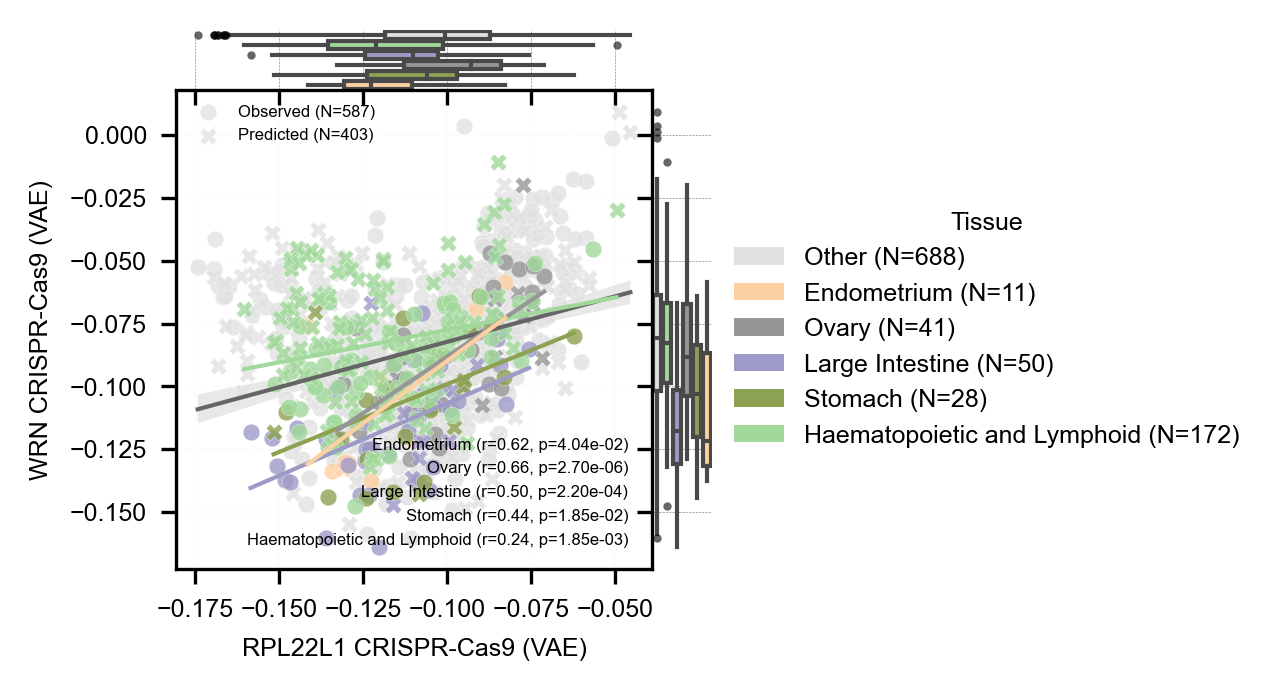 Observed (N=587)
Predicted (N=403)
0.000
−0.025
−0.050
−0.075
−0.100
−0.125
−0.150
WRN CRISPR-Cas9 (VAE)
Endometrium (r=0.62, p=4.04e-02)
Ovary (r=0.66, p=2.70e-06)
Large Intestine (r=0.50, p=2.20e-04)
Stomach (r=0.44, p=1.85e-02)
Haematopoietic and Lymphoid (r=0.24, p=1.85e-03)
−0.175 −0.150 −0.125 −0.100 −0.075 −0.050
RPL22L1 CRISPR-Cas9 (VAE)
Tissue
Other (N=688)
Endometrium (N=11)
Ovary (N=41)
Large Intestine (N=50)
Stomach (N=28)
Haematopoietic and Lymphoid (N=172)